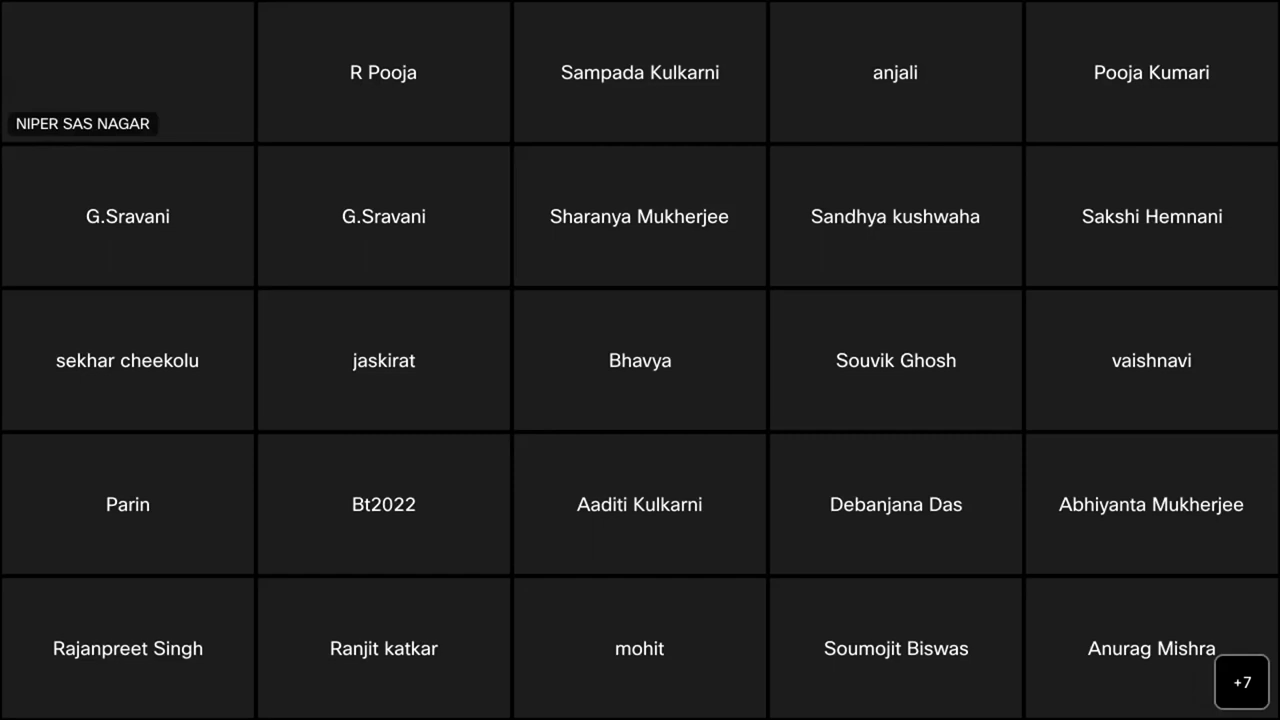 NIPER SAS NAGAR
R Pooja
Sampada Kulkarni
anjali
Pooja Kumari
G.Sravani
G.Sravani
Sharanya Mukherjee
Sandhya kushwaha
Sakshi Hemnani
sekhar cheekolu
jaskirat
Bhavya
Souvik Ghosh
vaishnavi
Parin
Bt2022
Aaditi Kulkarni
Debanjana Das
Abhiyanta Mukherjee
Rajanpreet Singh
Ranjit katkar
mohit
Soumojit Biswas
Anurag Mishra
+7